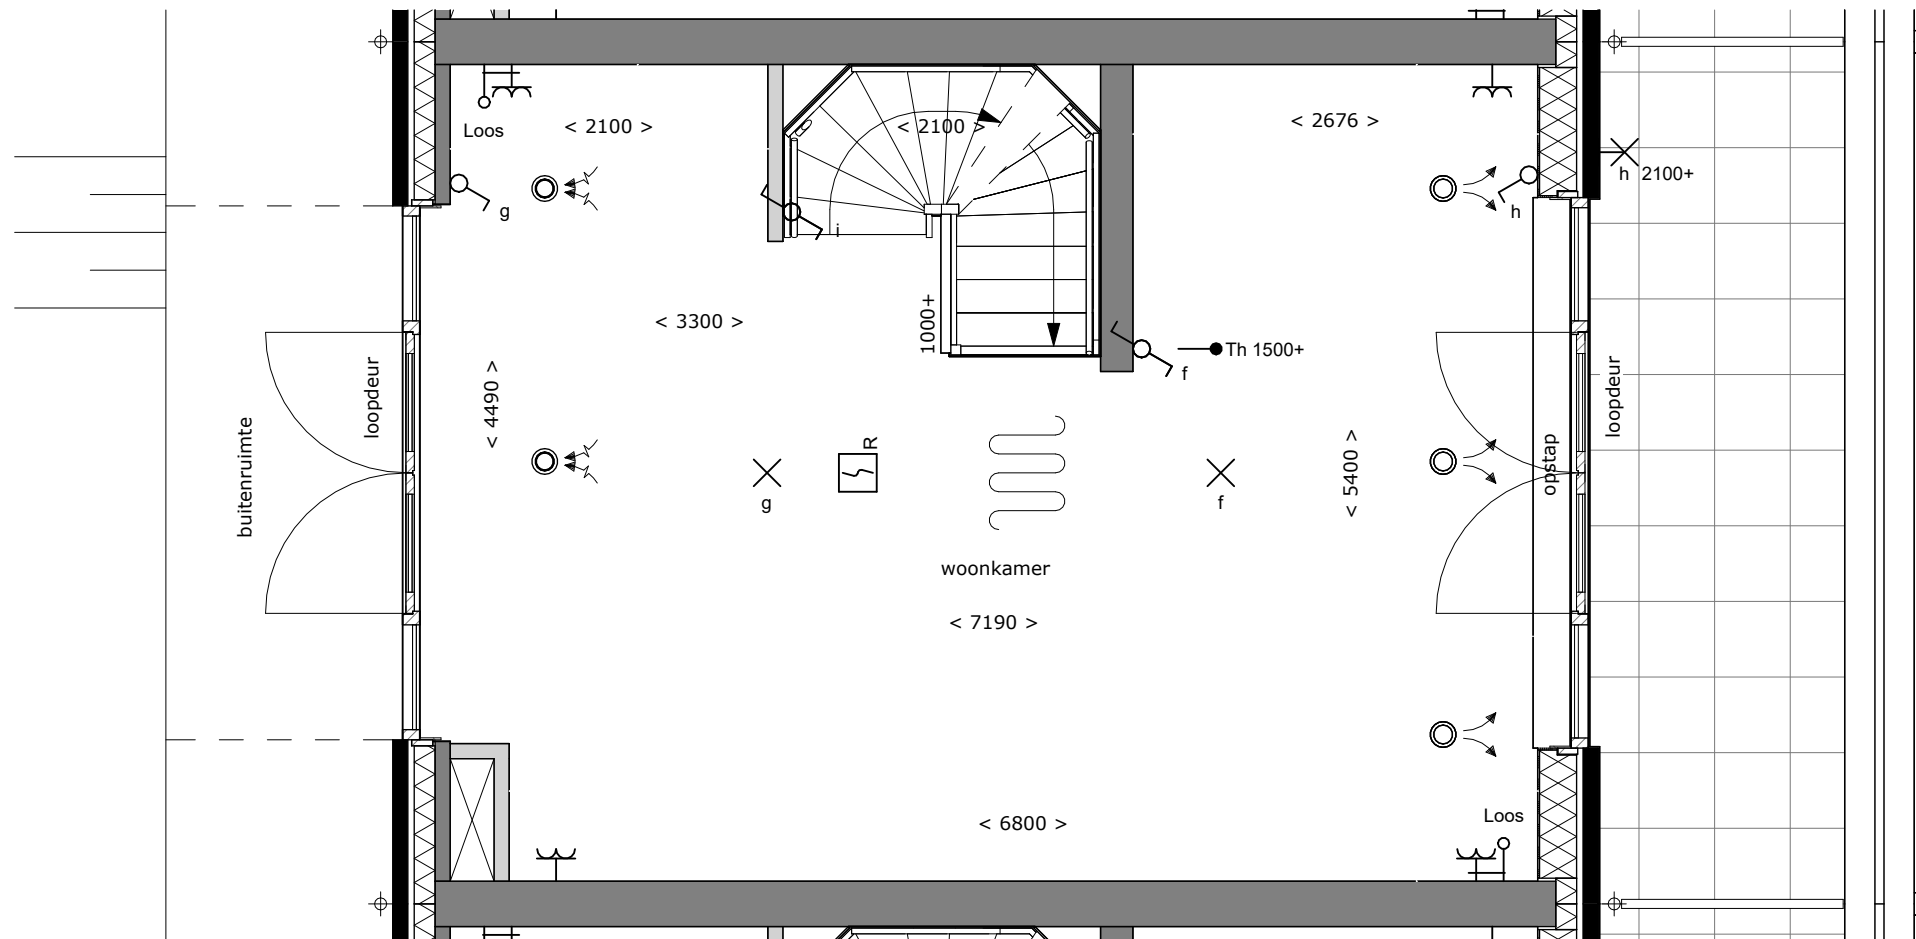 Loos
< 2100 >
< 2100 >
< 2676 >
h 2100+
g
i
h
< 3300 >
1000+
Th 1500+
f
loopdeur
< 4490 >
buitenruimte
R
g
f
< 5400 >
opstap
loopdeur
woonkamer
< 7190 >
Loos
< 6800 >